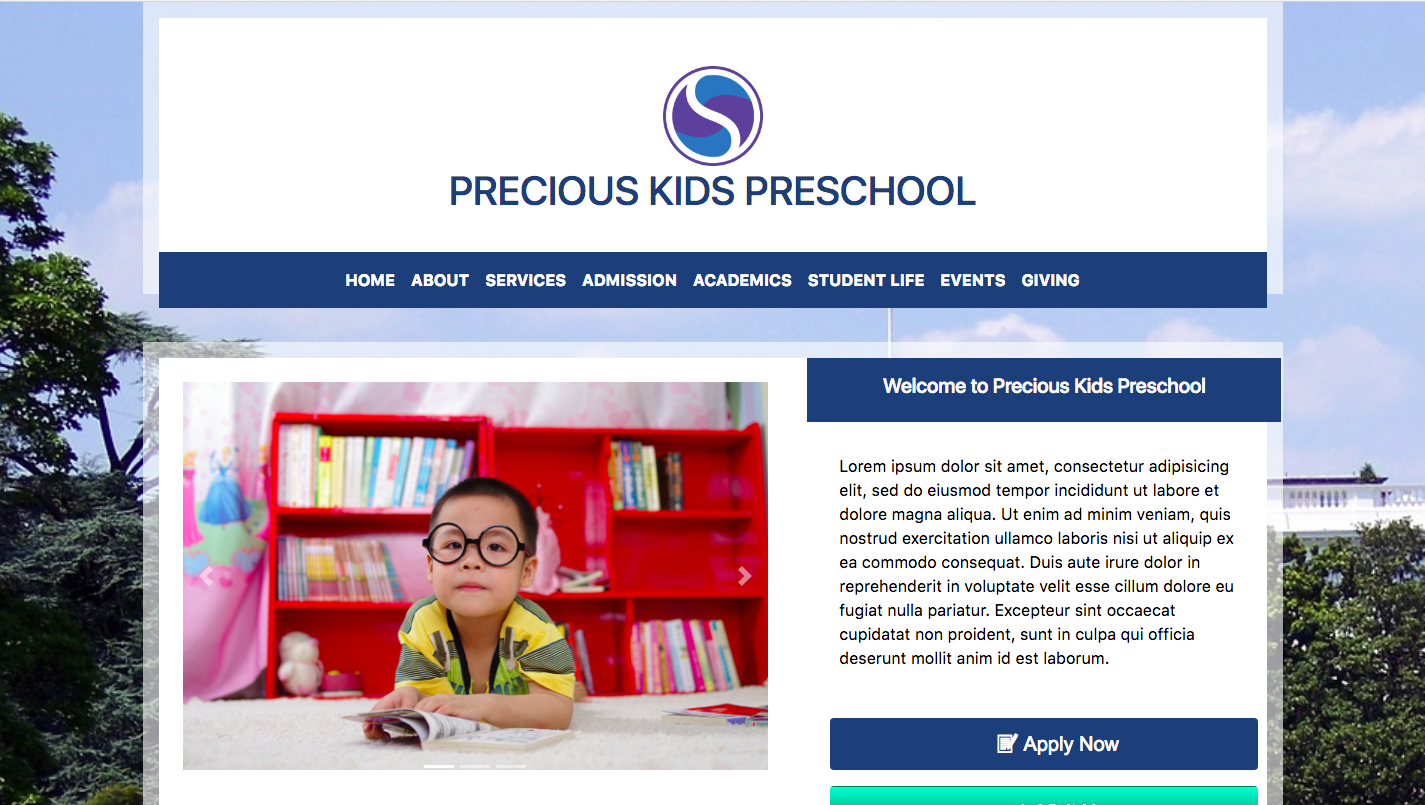 PRECIOUS KIDS PRESCHOOL
HOME ABOUT SERVICES ADMISSION ACADEMICS STUDENT LIFE EVENTS GIVING
Welcome to Precious Kids Preschool
Lorem ipsum dolor sit amet, consectetur adipisicing
elit, sed do eiusmod tempor incididunt ut labore et
dolore magna aliqua. Ut enim ad minim veniam, quis
nostrud exercitation ullamco laboris nisi ut aliquip ex
ea commodo consequat. Duis aute irure dolor in
reprehenderit in voluptate velit esse cillum dolore eu
fugiat nulla pariatur. Excepteur sint occaecat
cupidatat non proident, sunt in culpa qui officia
deserunt mollit anim id est laborum.
Apply Now